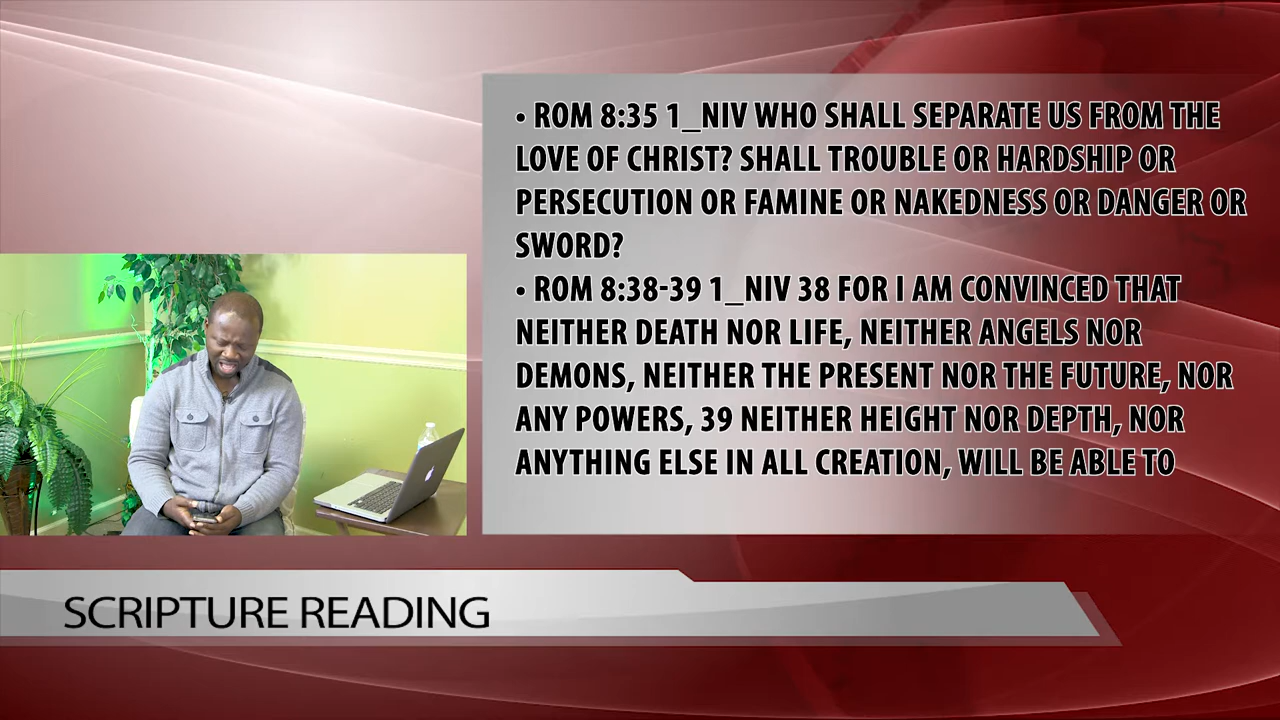 • ROM 8:35 1_NIV WHO SHALL SEPARATE US FROM THE
LOVE OF CHRIST? SHALL TROUBLE OR HARDSHIP OR
PERSECUTION OR FAMINE OR NAKEDNESS OR DANGER OR
SWORD?
• ROM 8:38-39 1_NIV 38 FOR I AM CONVINCED THAT
NEITHER DEATH NOR LIFE, NEITHER ANGELS NOR
DEMONS, NEITHER THE PRESENT NOR THE FUTURE, NOR
ANY POWERS, 39 NEITHER HEIGHT NOR DEPTH, NOR
ANYTHING ELSE IN ALL CREATION, WILL BE ABLE TO
SCRIPTURE READING